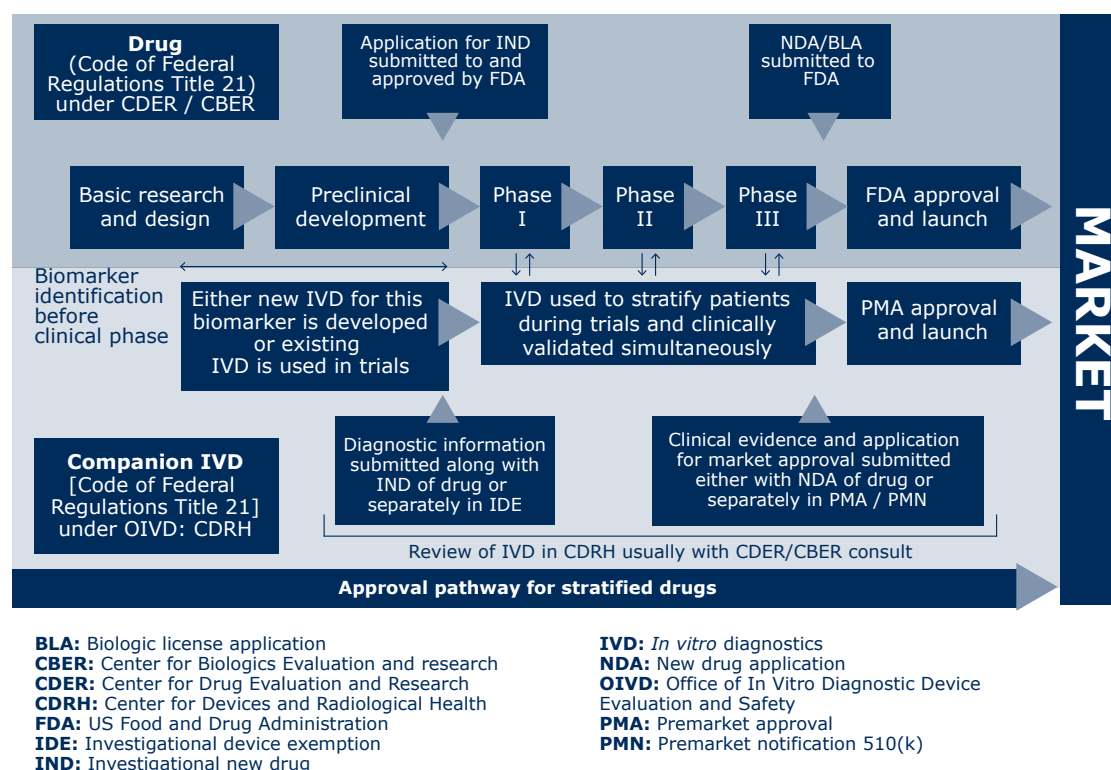 Drug
(Code of Federal
Regulations Title 21)
under CDER / CBER
Application for IND
submitted to and
approved by FDA
NDA/BLA
submitted to
FDA
Basic research
and design
Preclinical
development
Phase
I
Phase
II
Phase
III
FDA approval
and launch
MARKET
Biomarker
identification
before
clinical phase
Either new IVD for this
biomarker is developed
or existing
IVD is used in trials
IVD used to stratify patients
during trials and clinically
validated simultaneously
PMA approval
and launch
Companion IVD
[Code of Federal
Regulations Title 21]
under OIVD: CDRH
Diagnostic information
submitted along with
IND of drug or
separately in IDE
Clinical evidence and application
for market approval submitted
either with NDA of drug or
separately in PMA / PMN
Review of IVD in CDRH usually with CDER/CBER consult
Approval pathway for stratified drugs
BLA: Biologic license application
CBER: Center for Biologics Evaluation and research
CDER: Center for Drug Evaluation and Research
CDRH: Center for Devices and Radiological Health
FDA: US Food and Drug Administration
IDE: Investigational device exemption
IND: Investigational new drug
IVD: In vitro diagnostics
NDA: New drug application
OIVD: Office of In Vitro Diagnostic Device
Evaluation and Safety
PMA: Premarket approval
PMN: Premarket notification 510(k)